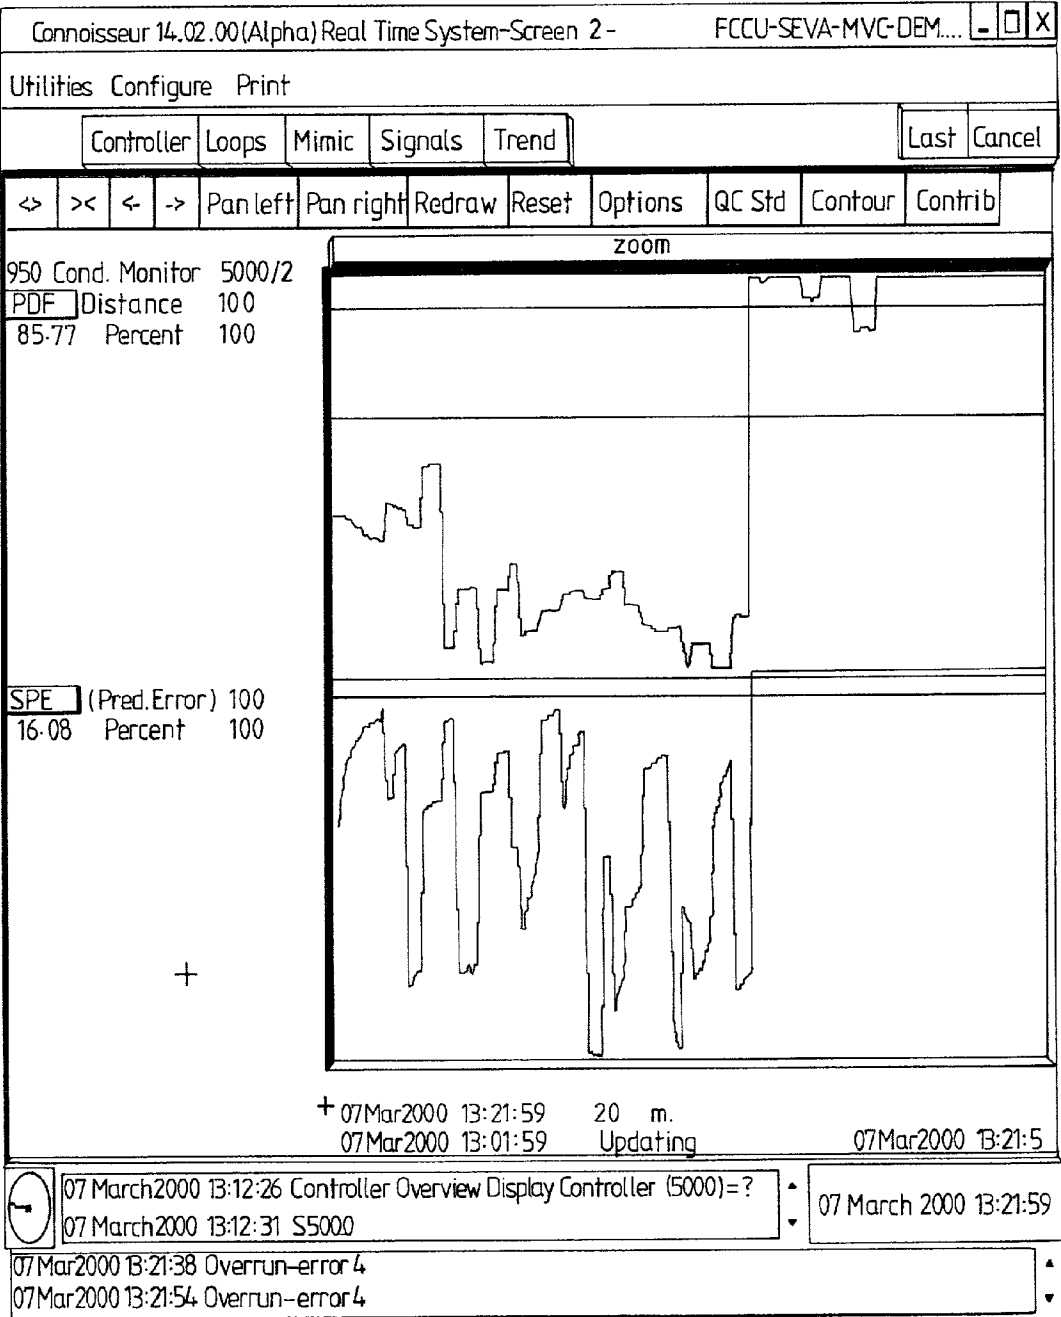 Connoisseur 14.02.00(Alpha) Real Time System-Screen 2- FCCU-SEVA-MVC-DEM.... - X
Utilities Configure Print
Controller Loops Mimic Signals Trend Last Cancel
<> >< <- -> Pan left Pan right Redraw Reset Options QC Std Contour Contrib
zoom
950 Cond. Monitor 5000/2
PDF Distance 100
85.77 Percent 100
SPE (Pred.Error) 100
16.08 Percent 100
07Mar2000 13:21:59 20 m.
07Mar2000 13:01:59 Updating 07Mar2000 13:21:5
07 March2000 13:12:26 Controller Overview Display Controller (5000)=?
07 March2000 13:12:31 S5000
07 March 2000 13:21:59
07Mar2000 13:21:38 Overrun-error 4
07Mar2000 13:21:54 Overrun-error 4